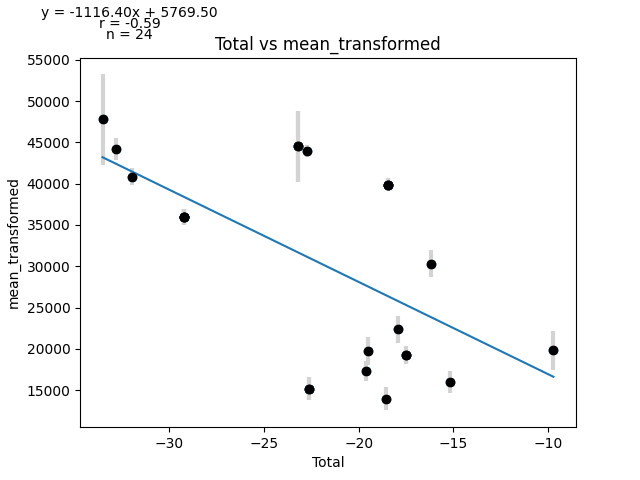 y = -1116.40x + 5769.50
r = -0.59
n = 24
Total vs mean_transformed
55000
50000
45000
40000
35000
30000
25000
20000
15000
mean_transformed
−30
−25
−20
−15
−10
Total